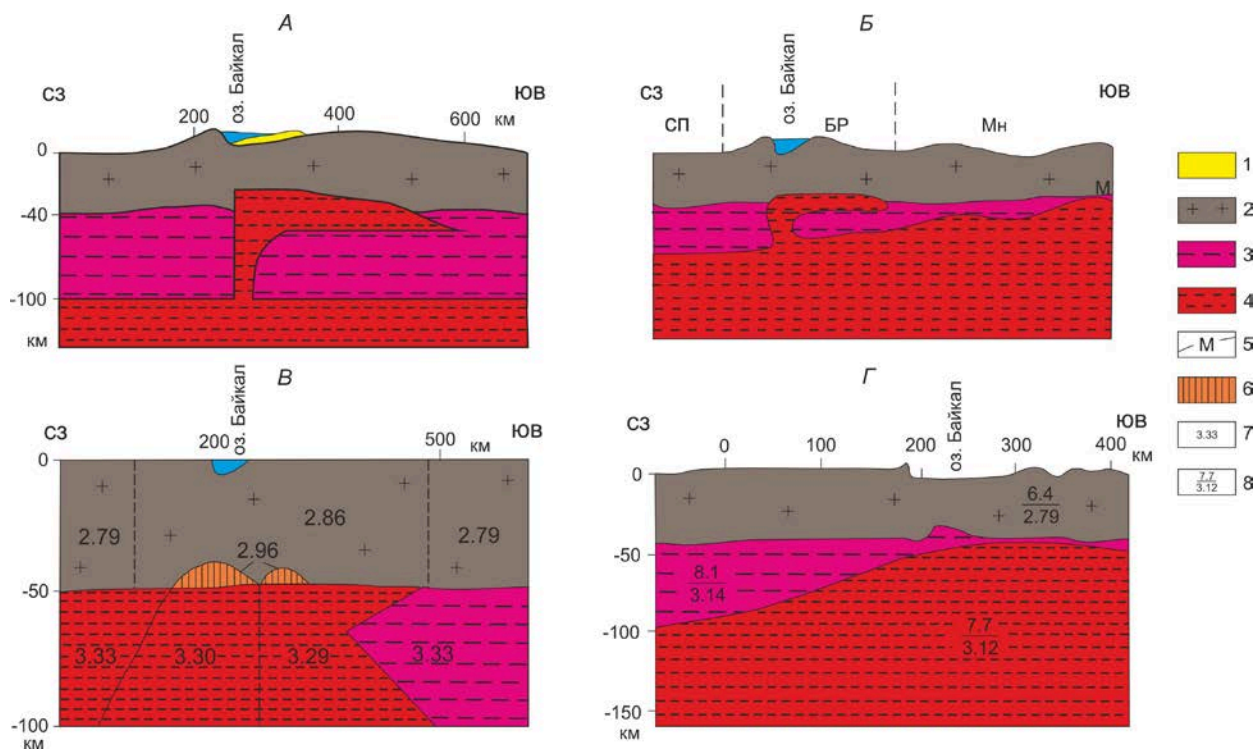 А
СЗ
200
оз. Байкал
400
ЮВ
600
км
0
-40
-100
км
Б
СЗ
оз. Байкал
ЮВ
СП
БР
Мн
М
В
СЗ
200
оз. Байкал
500
км
ЮВ
0
2.79
2.86
2.79
2.96
-50
3.33
3.30
3.29
3.33
-100
км
Г
СЗ
0
100
200
оз. Байкал
300
400
ЮВ
км
0
6.4
2.79
-50
8.1
3.14
-100
7.7
3.12
-150
км
1
2
3
4
М
5
6
3.33
7
7.7
3.12
8